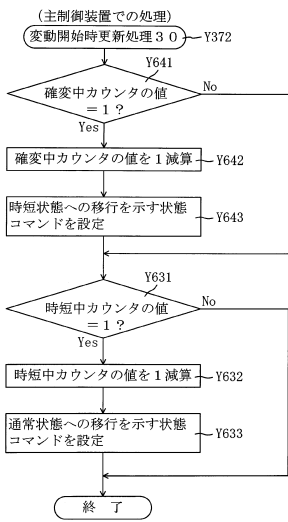 (主制御装置での処理)
変動開始時更新処理30
Y372
Y641
確変中カウンタの値
=1?
No
Yes
確変中カウンタの値を1減算
Y642
時短状態への移行を示す状態
コマンドを設定
Y643
Y631
時短中カウンタの値
=1?
No
Yes
時短中カウンタの値を1減算
Y632
通常状態への移行を示す状態
コマンドを設定
Y633
終 了